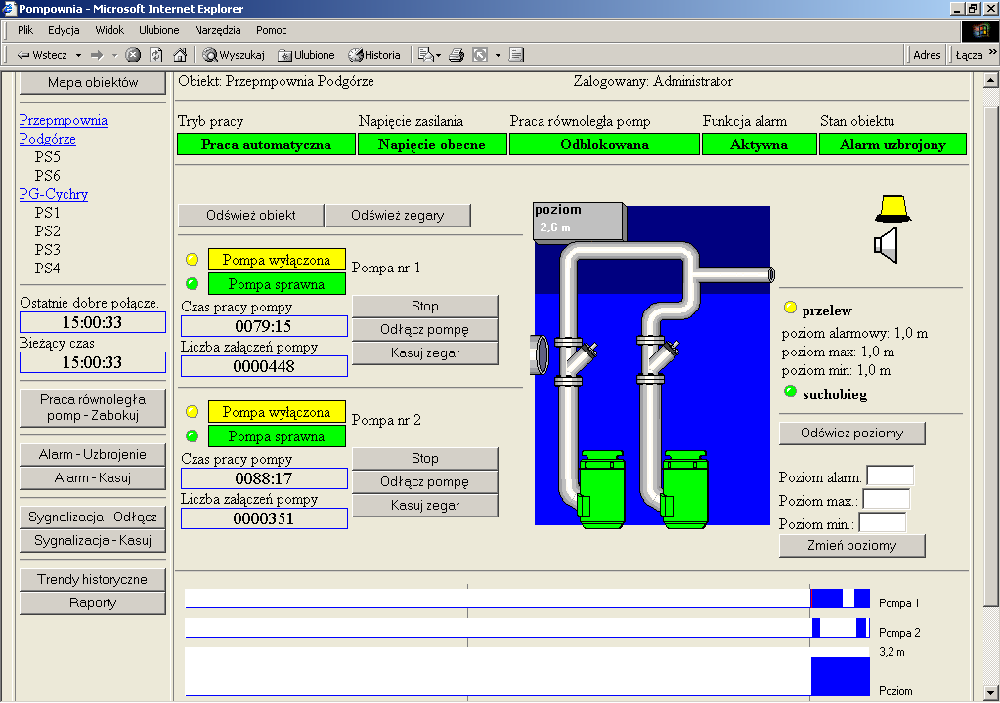 Pompownia - Microsoft Internet Explorer
Plik Edycja Widok Ulubione Narzędzia Pomoc
Wstecz Wyszukaj Ulubione Historia Adres Łącza »
Mapa obiektów
Obiekt: Przepmpownia Podgórze Zalogowany: Administrator
Przepmpownia
Podgórze
PS5
PS6
PG-Cychry
PS1
PS2
PS3
PS4
Ostatnie dobre połącze.
15:00:33
Bieżący czas
15:00:33
Praca równoległa
pomp - Zabokuj
Alarm - Uzbrojenie
Alarm - Kasuj
Sygnalizacja - Odłącz
Sygnalizacja - Kasuj
Trendy historyczne
Raporty
Tryb pracy Napięcie zasilania Praca równoległa pomp Funkcja alarm Stan obiektu
Praca automatyczna Napięcie obecne Odblokowana Aktywna Alarm uzbrojony
Odśwież obiekt Odśwież zegary
Pompa wyłączona
Pompa nr 1
Pompa sprawna
Czas pracy pompy
0079:15
Liczba załączeń pompy
0000448
Stop
Odłącz pompę
Kasuj zegar
Pompa wyłączona
Pompa nr 2
Pompa sprawna
Czas pracy pompy
0088:17
Liczba załączeń pompy
0000351
Stop
Odłącz pompę
Kasuj zegar
poziom
2,6 m
przelew
poziom alarmowy: 1,0 m
poziom max: 1,0 m
poziom min: 1,0 m
suchobieg
Odśwież poziomy
Poziom alarm:
Poziom max.:
Poziom min.:
Zmień poziomy
Pompa 1
Pompa 2
3,2 m
Poziom